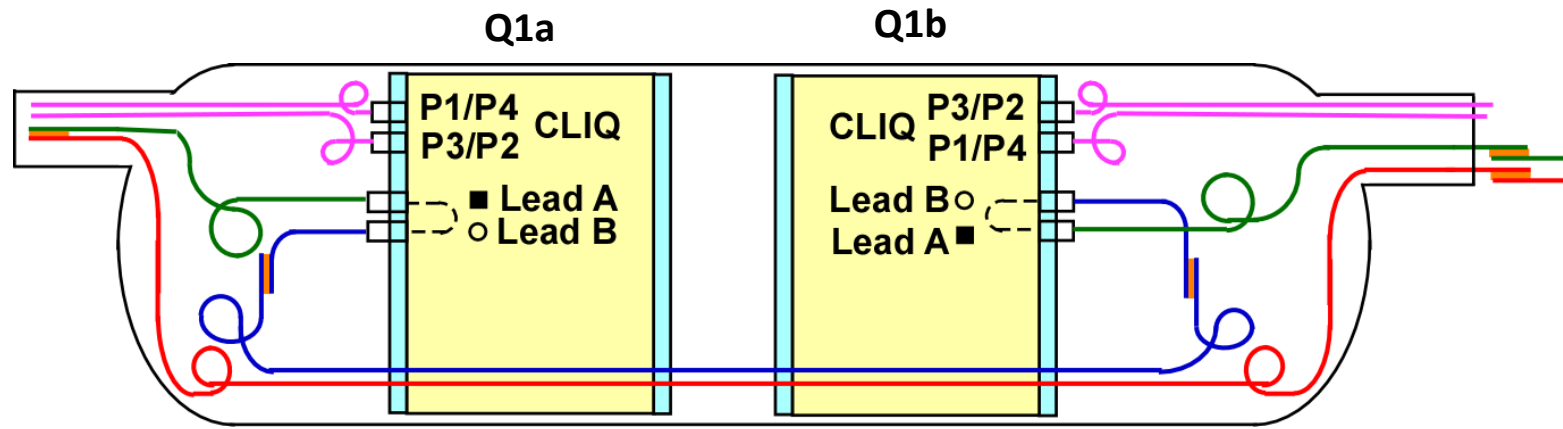 Q1a
Q1b
P1/P4
P3/P2
CLIQ
Lead A
Lead B
P3/P2
P1/P4
CLIQ
Lead B
Lead A